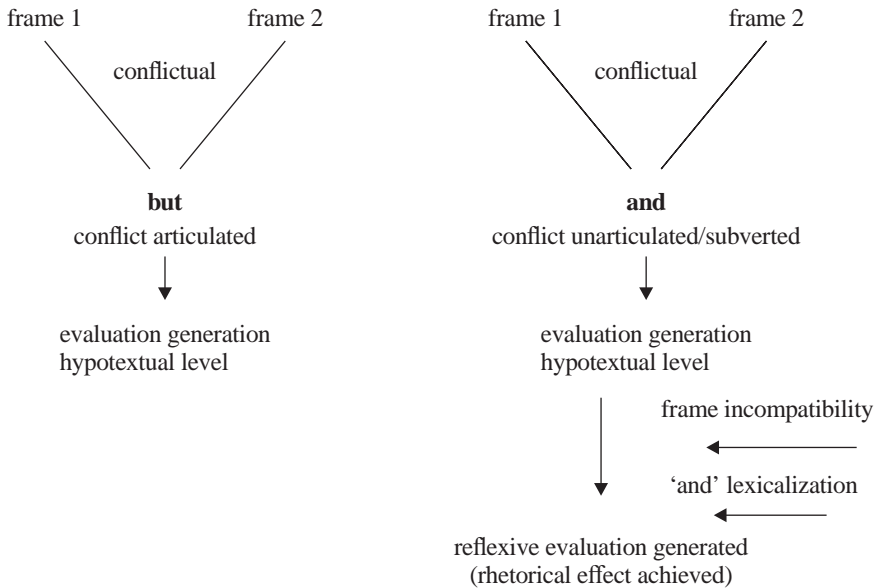 frame 1
frame 2
conflictual
but
conflict articulated
evaluation generation
hypotextual level
frame 1
frame 2
conflictual
and
conflict unarticulated/subverted
evaluation generation
hypotextual level
frame incompatibility
‘and’ lexicalization
reflexive evaluation generated
(rhetorical effect achieved)